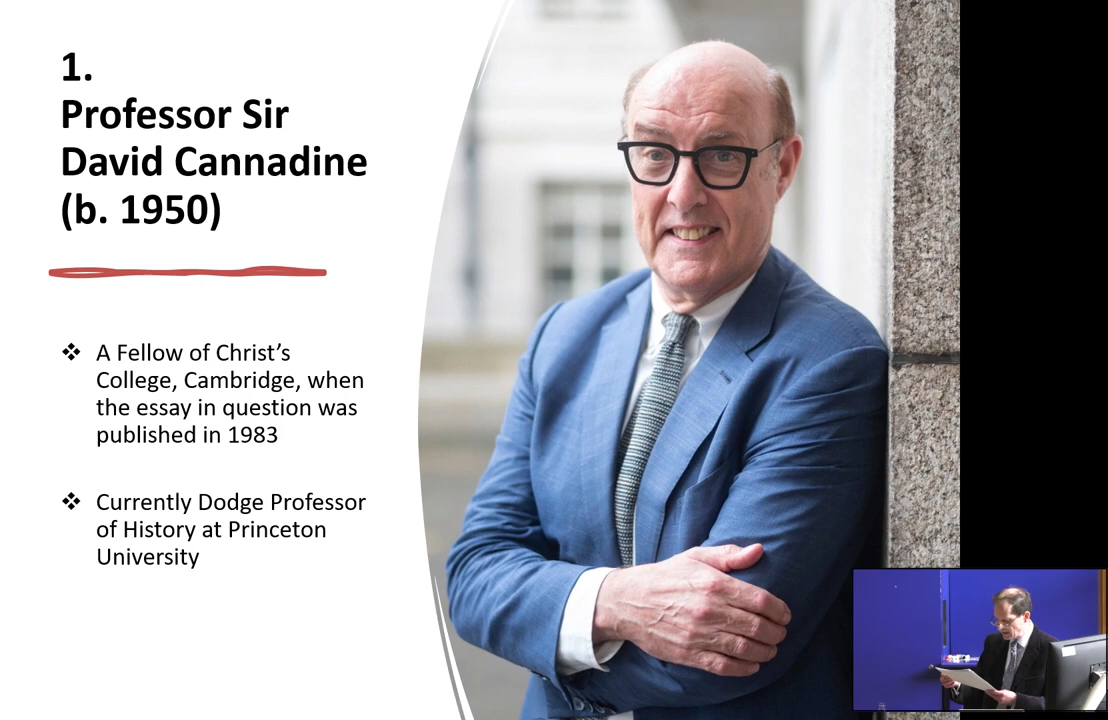 1.
Professor Sir
David Cannadine
(b. 1950)
❖ A Fellow of Christ’s
College, Cambridge, when
the essay in question was
published in 1983
❖ Currently Dodge Professor
of History at Princeton
University